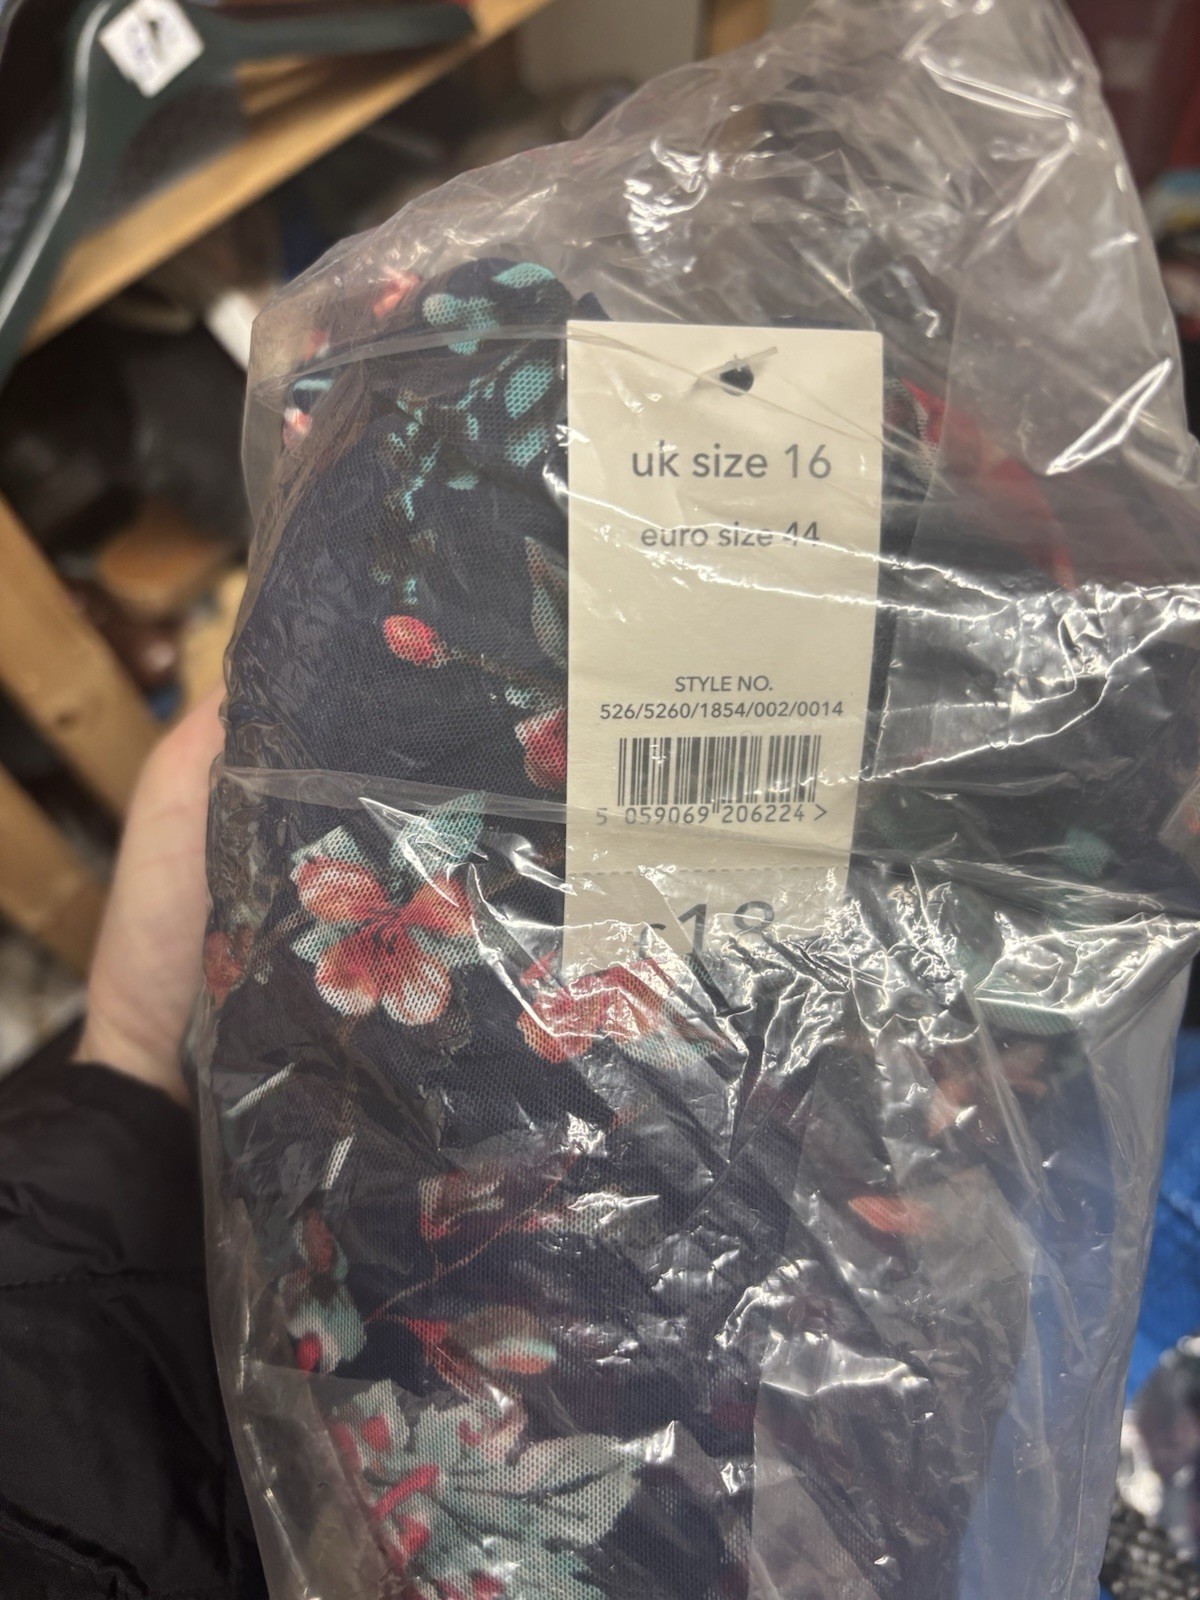 uk size 16
euro size 44
STYLE NO.
526/5260/1854/002/0014
5 059069 206224 >